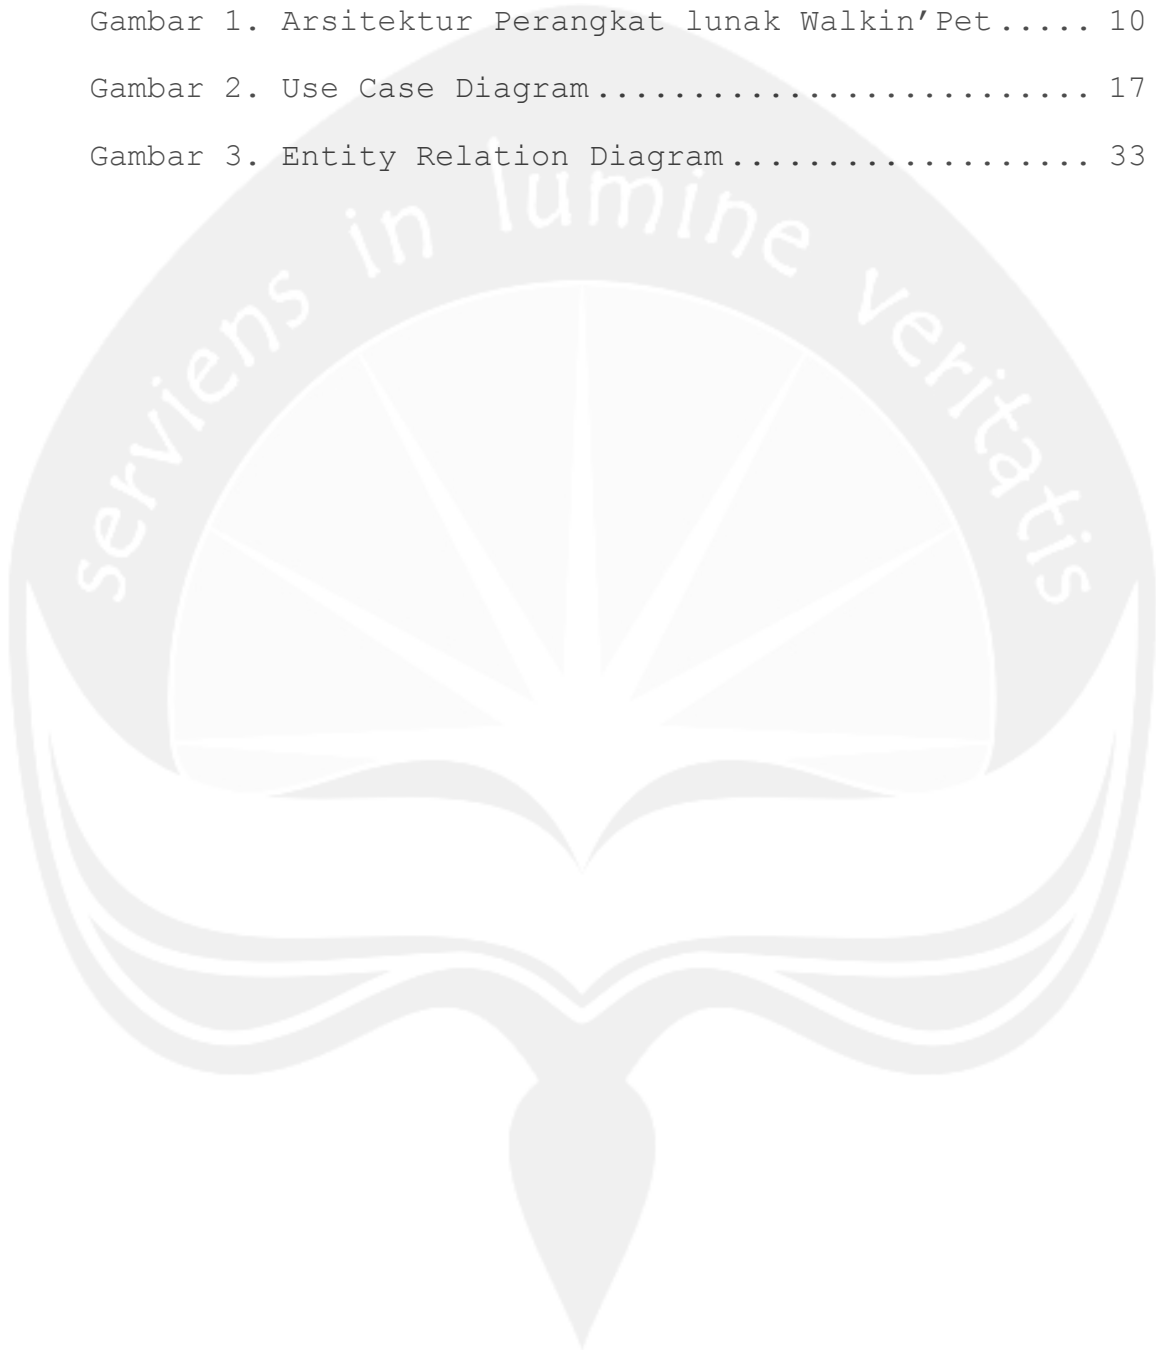 Gambar 1. Arsitektur Perangkat lunak Walkin’Pet..... 10
Gambar 2. Use Case Diagram.......................... 17
Gambar 3. Entity Relation Diagram................... 33
serviens in lumine veritatis